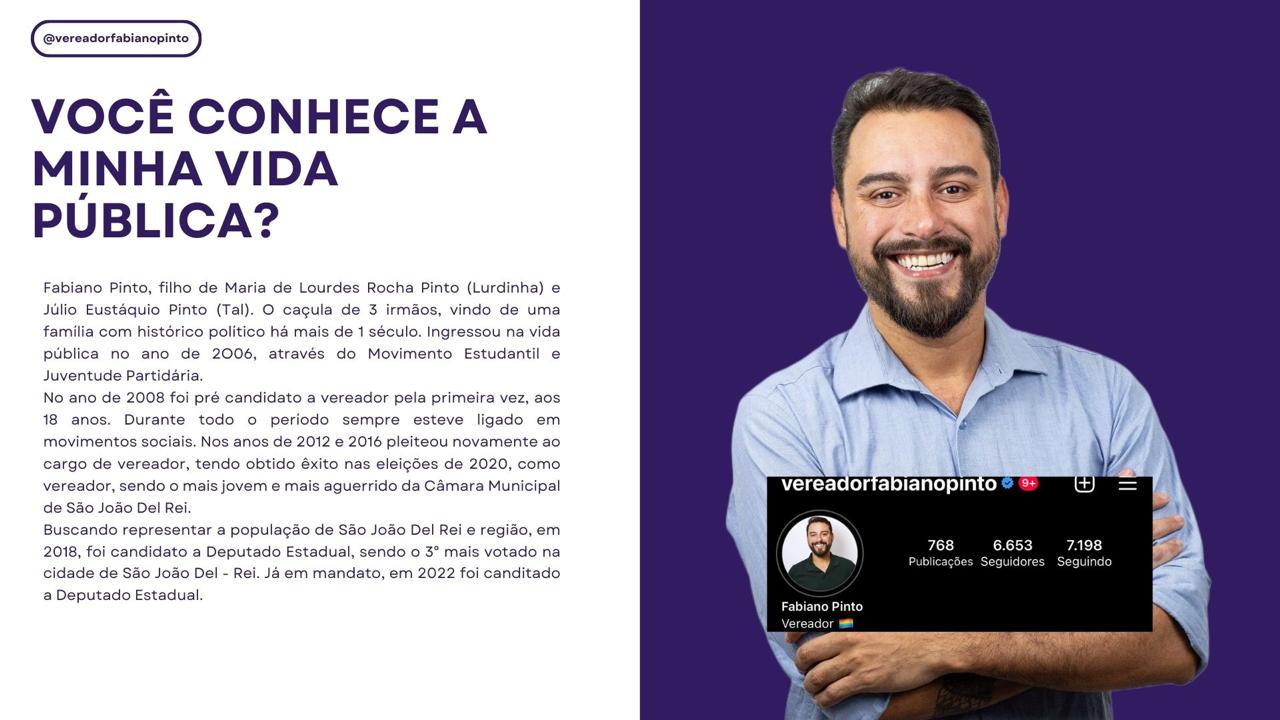 @vereadorfabianopinto
VOCÊ CONHECE A
MINHA VIDA
PÚBLICA?
Fabiano Pinto, filho de Maria de Lourdes Rocha Pinto (Lurdinha) e
Júlio Eustáquio Pinto (Tal). O caçula de 3 irmãos, vindo de uma
família com histórico político há mais de 1 século. Ingressou na vida
pública no ano de 2O06, através do Movimento Estudantil e
Juventude Partidária.
No ano de 2008 foi pré candidato a vereador pela primeira vez, aos
18 anos. Durante todo o período sempre esteve ligado em
movimentos sociais. Nos anos de 2012 e 2016 pleiteou novamente ao
cargo de vereador, tendo obtido êxito nas eleições de 2020, como
vereador, sendo o mais jovem e mais aguerrido da Câmara Municipal
de São João Del Rei.
Buscando representar a população de São João Del Rei e região, em
2018, foi candidato a Deputado Estadual, sendo o 3° mais votado na
cidade de São João Del - Rei. Já em mandato, em 2022 foi canditado
a Deputado Estadual.
vereadorfabianopinto 9+
768 6.653 7.198
Publicações Seguidores Seguindo
Fabiano Pinto
Vereador 🏳️‍🌈